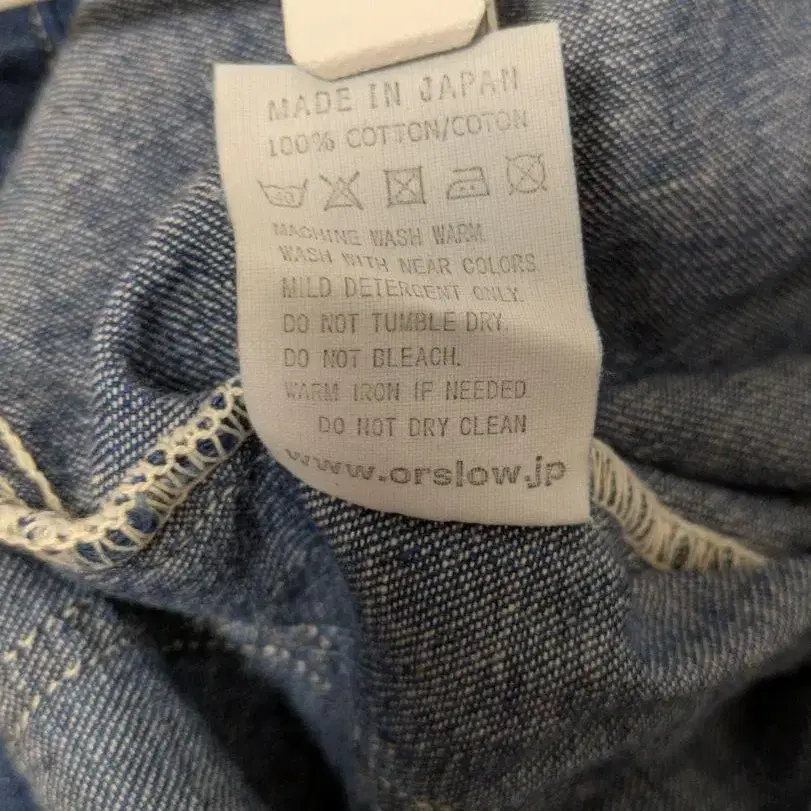 MADE IN JAPAN
100% COTTON/COTON
MACHINE WASH WARM
WASH WITH NEAR COLORS
MILD DETERGENT ONLY.
DO NOT TUMBLE DRY.
DO NOT BLEACH.
WARM IRON IF NEEDED
DO NOT DRY CLEAN
www.orslow.jp